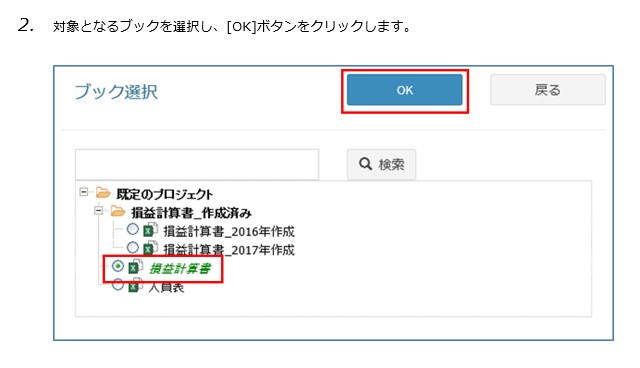 2. 対象となるブックを選択し、[OK]ボタンをクリックします。
ブック選択 OK 戻る
検索
既定のプロジェクト
損益計算書_作成済み
損益計算書_2016年作成
損益計算書_2017年作成
損益計算書
人員表